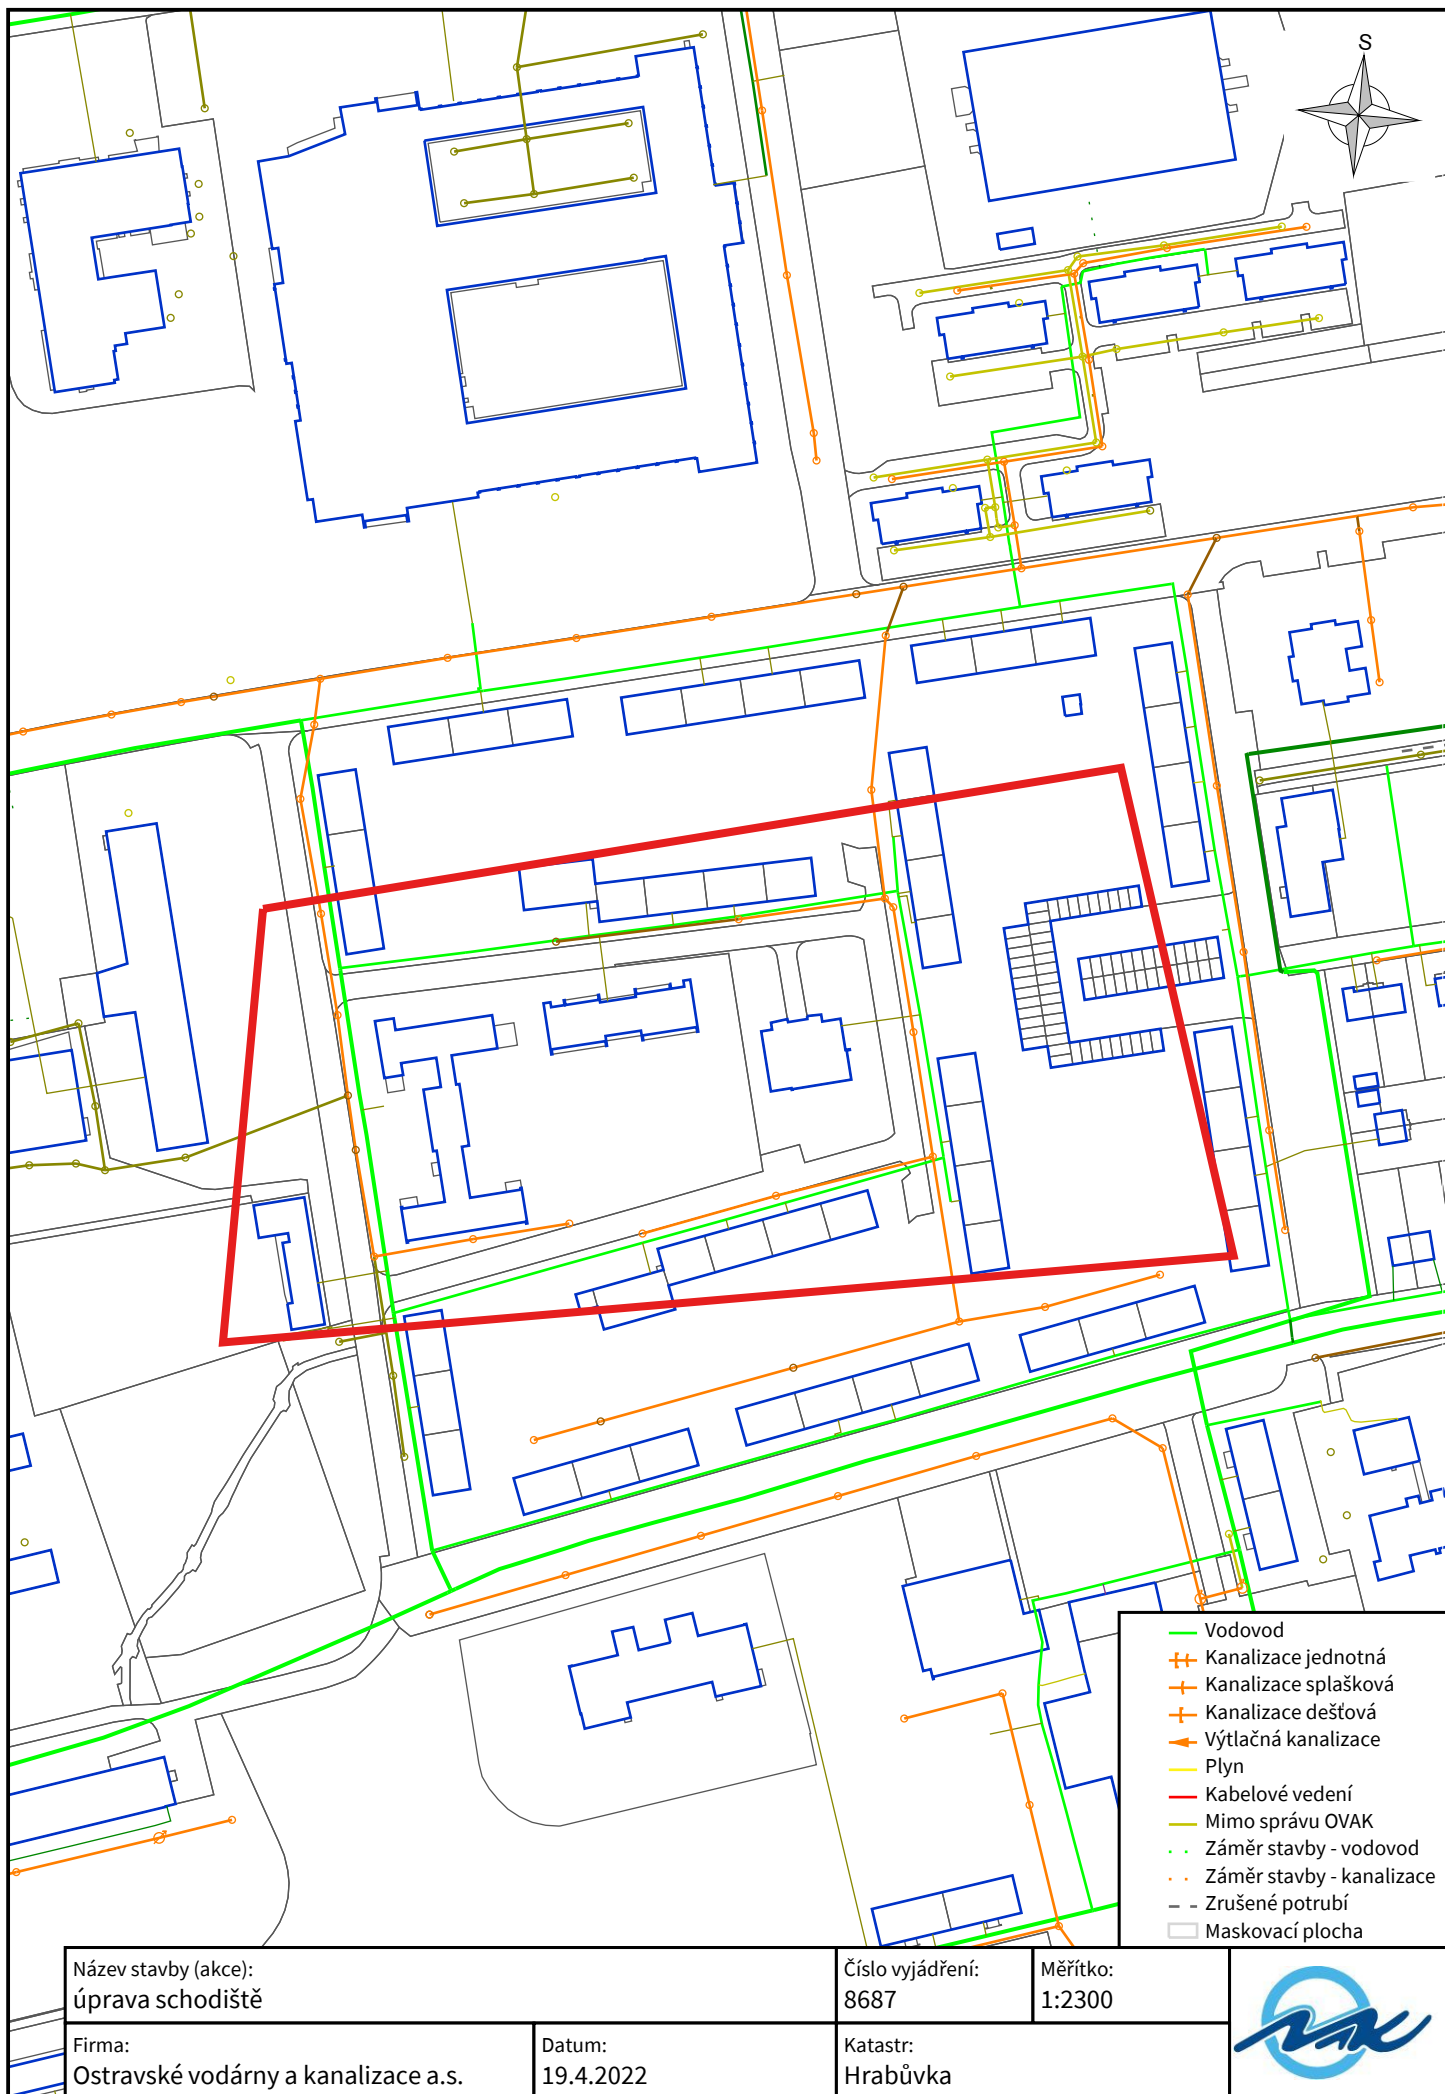 S
Vodovod
Kanalizace jednotná
Kanalizace splašková
Kanalizace dešťová
Výtlačná kanalizace
Plyn
Kabelové vedení
Mimo správu OVAK
Záměr stavby - vodovod
Záměr stavby - kanalizace
Zrušené potrubí
Maskovací plocha
Název stavby (akce):
úprava schodiště
Číslo vyjádření:
8687
Měřítko:
1:2300
Firma:
Ostravské vodárny a kanalizace a.s.
Datum:
19.4.2022
Katastr:
Hrabůvka